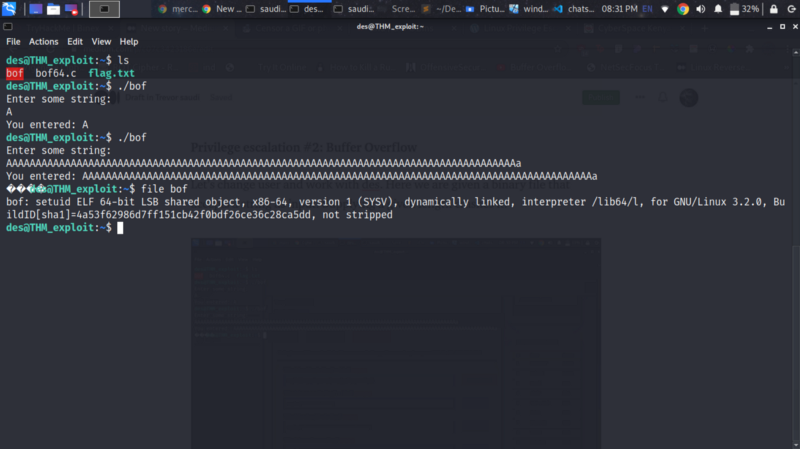 merc...
New ...
saudi...
des...
saudi...
Scre...
~/De...
Pictu...
wind...
chats...
08:31 PM
EN
32%
des@THM_exploit:~
File Actions Edit View Help
des@THM_exploit:~$ ls
bof bof64.c flag.txt
des@THM_exploit:~$ ./bof
Enter some string:
A
You entered: A
des@THM_exploit:~$ ./bof
Enter some string:
You entered:
des@THM_exploit:~$ file bof
bof: setuid ELF 64-bit LSB shared object, x86-64, version 1 (SYSV), dynamically linked, interpreter /lib64/l, for GNU/Linux 3.2.0, Bu
ildID[sha1]=4a53f62986d7ff151cb42f0bdf26ce36c28ca5dd, not stripped
des@THM_exploit:~$
Privilege escalation #2: Buffer Overflow